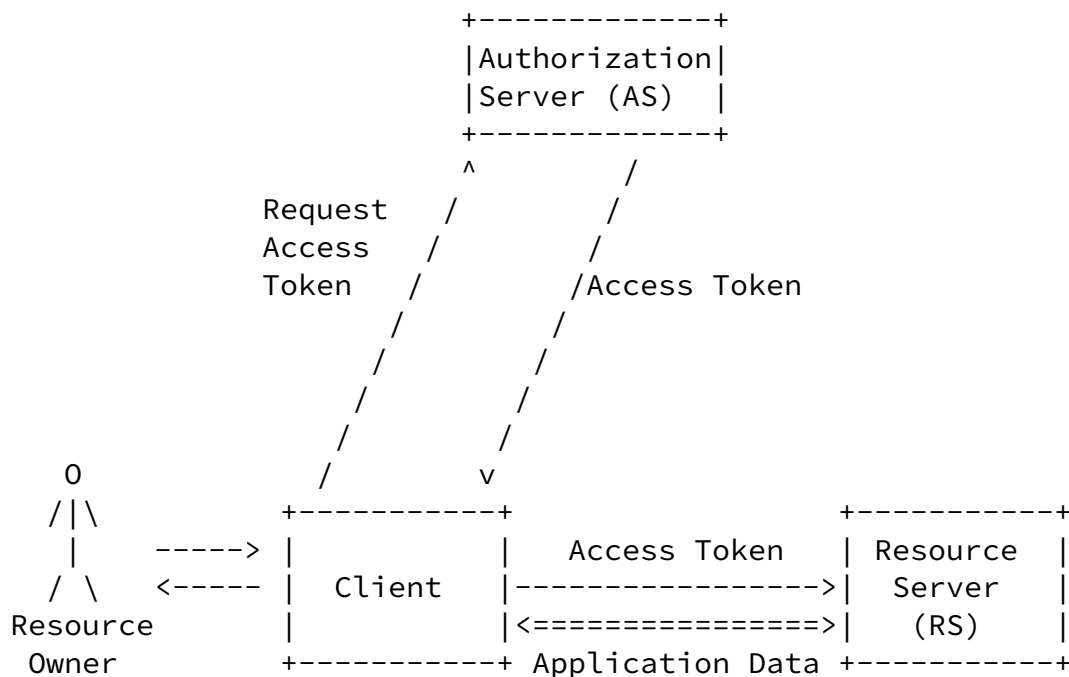 Authorization
Server (AS)
Request
Access
Token
Access Token
Access Token
Resource
Client
Server
Resource
(RS)
Owner
Application Data